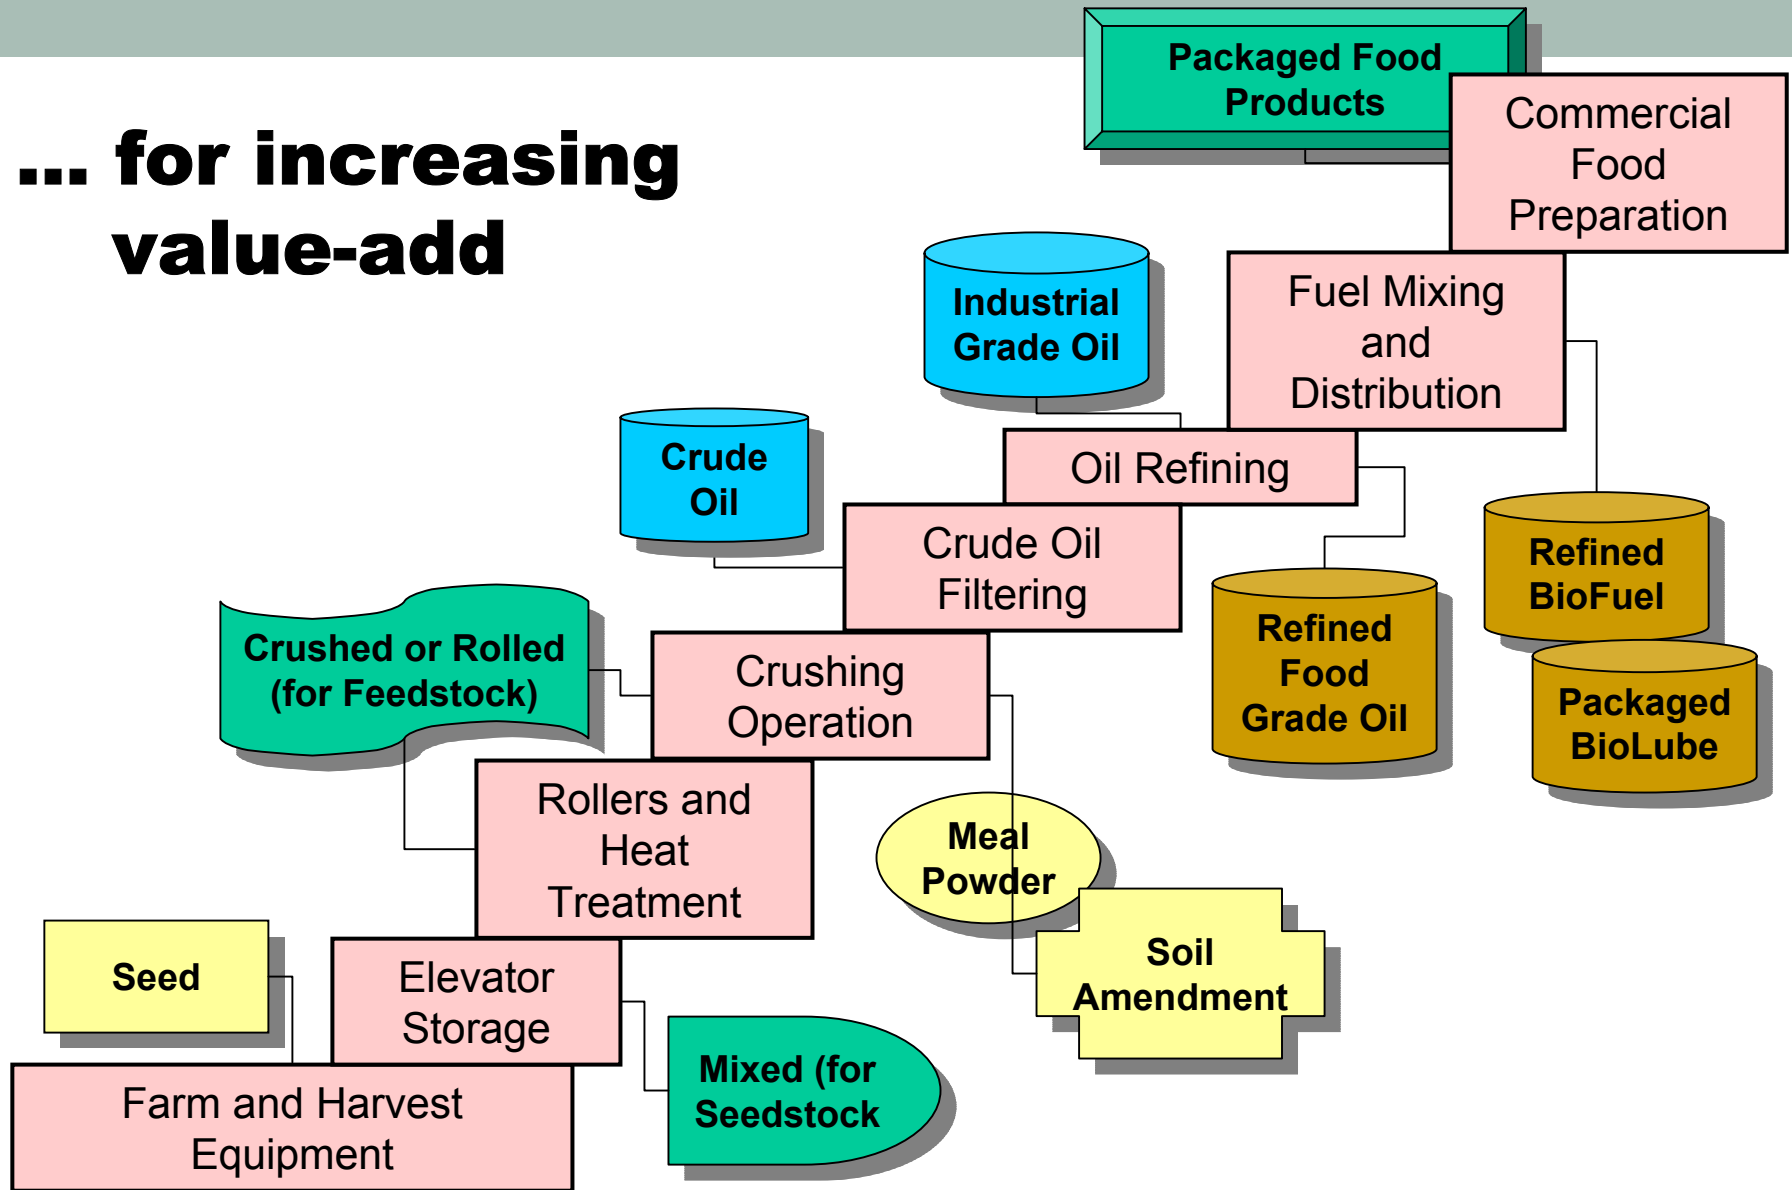 ... for increasing
value-add
Packaged Food
Products
Commercial
Food
Preparation
Industrial
Grade Oil
Fuel Mixing
and
Distribution
Crude
Oil
Oil Refining
Crude Oil
Filtering
Refined
BioFuel
Refined
Food
Grade Oil
Packaged
BioLube
Crushed or Rolled
(for Feedstock)
Crushing
Operation
Rollers and
Heat
Treatment
Meal
Powder
Soil
Amendment
Seed
Elevator
Storage
Mixed (for
Seedstock
Farm and Harvest
Equipment